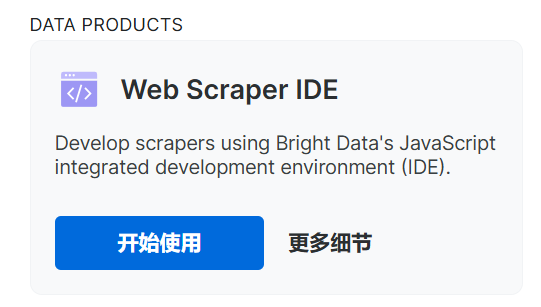 DATA PRODUCTS
Web Scraper IDE
Develop scrapers using Bright Data's JavaScript
integrated development environment (IDE).
开始使用 更多细节